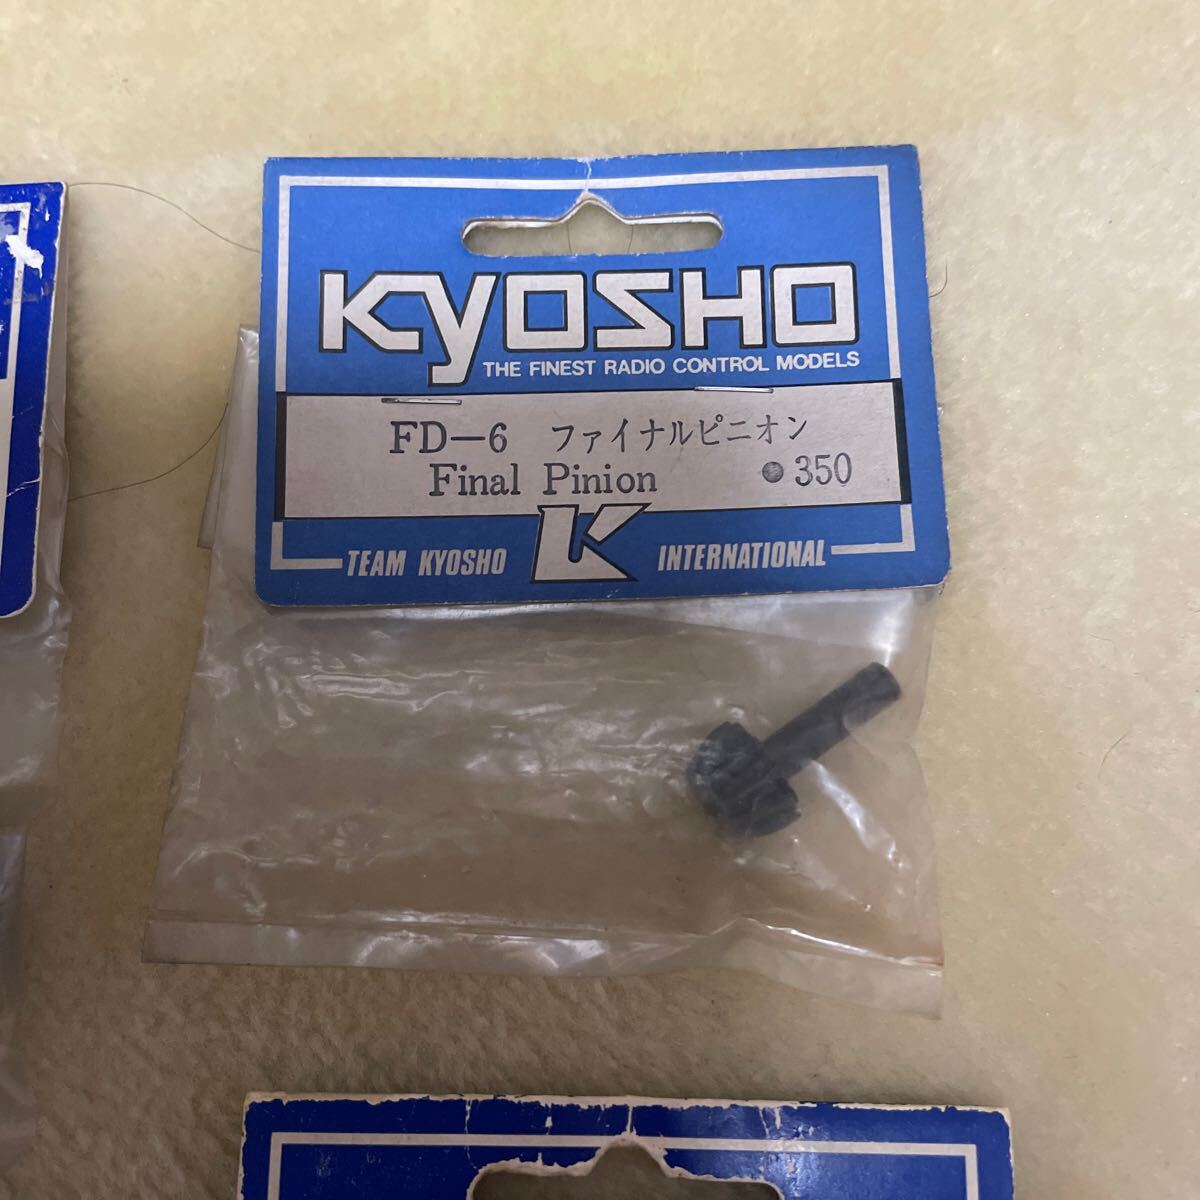 KYOSHO
THE FINEST RADIO CONTROL MODELS
FD-6 ファイナルピニオン
Final Pinion ●350
TEAM KYOSHO K INTERNATIONAL